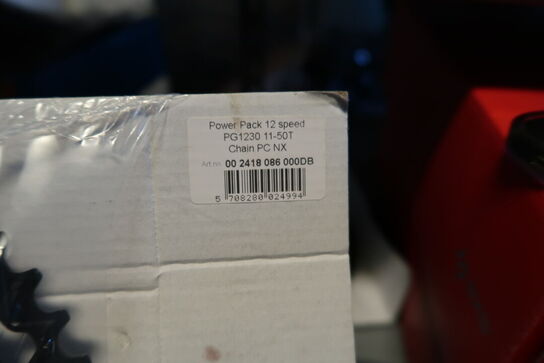 Power Pack 12 speed
PG1230 11-50T
Chain PC NX
Art.nr. 00 2418 086 000DB
5 708280 024994